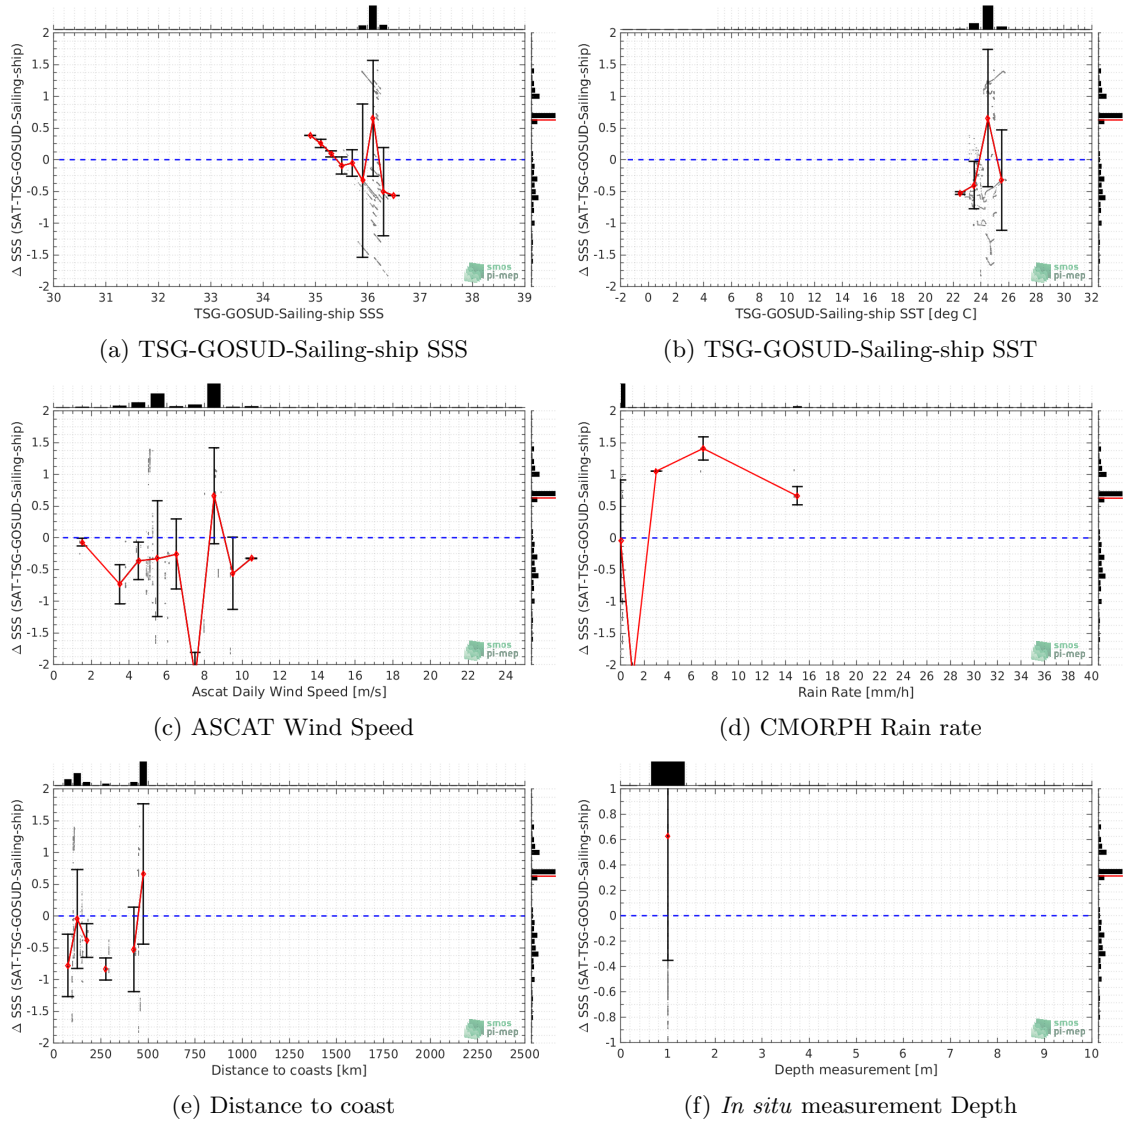 Δ SSS (SAT-TSG-GOSUD-Sailing-ship)
2
1.5
1
0.5
0
-0.5
-1
-1.5
-2
30 31 32 33 34 35 36 37 38 39
TSG-GOSUD-Sailing-ship SSS
smos
pi-mep
(a) TSG-GOSUD-Sailing-ship SSS
Δ SSS (SAT-TSG-GOSUD-Sailing-ship)
2
1.5
1
0.5
0
-0.5
-1
-1.5
-2
-2 0 2 4 6 8 10 12 14 16 18 20 22 24 26 28 30 32
TSG-GOSUD-Sailing-ship SST [deg C]
smos
pi-mep
(b) TSG-GOSUD-Sailing-ship SST
Δ SSS (SAT-TSG-GOSUD-Sailing-ship)
2
1.5
1
0.5
0
-0.5
-1
-1.5
-2
0 2 4 6 8 10 12 14 16 18 20 22 24
Ascat Daily Wind Speed [m/s]
smos
pi-mep
(c) ASCAT Wind Speed
Δ SSS (SAT-TSG-GOSUD-Sailing-ship)
2
1.5
1
0.5
0
-0.5
-1
-1.5
-2
0 2 4 6 8 10 12 14 16 18 20 22 24 26 28 30 32 34 36 38 40
Rain Rate [mm/h]
smos
pi-mep
(d) CMORPH Rain rate
Δ SSS (SAT-TSG-GOSUD-Sailing-ship)
2
1.5
1
0.5
0
-0.5
-1
-1.5
-2
0 250 500 750 1000 1250 1500 1750 2000 2250 2500
Distance to coasts [km]
smos
pi-mep
(e) Distance to coast
Δ SSS (SAT-TSG-GOSUD-Sailing-ship)
1
0.8
0.6
0.4
0.2
0
-0.2
-0.4
-0.6
-0.8
-1
0 1 2 3 4 5 6 7 8 9 10
Depth measurement [m]
smos
pi-mep
(f) In situ measurement Depth